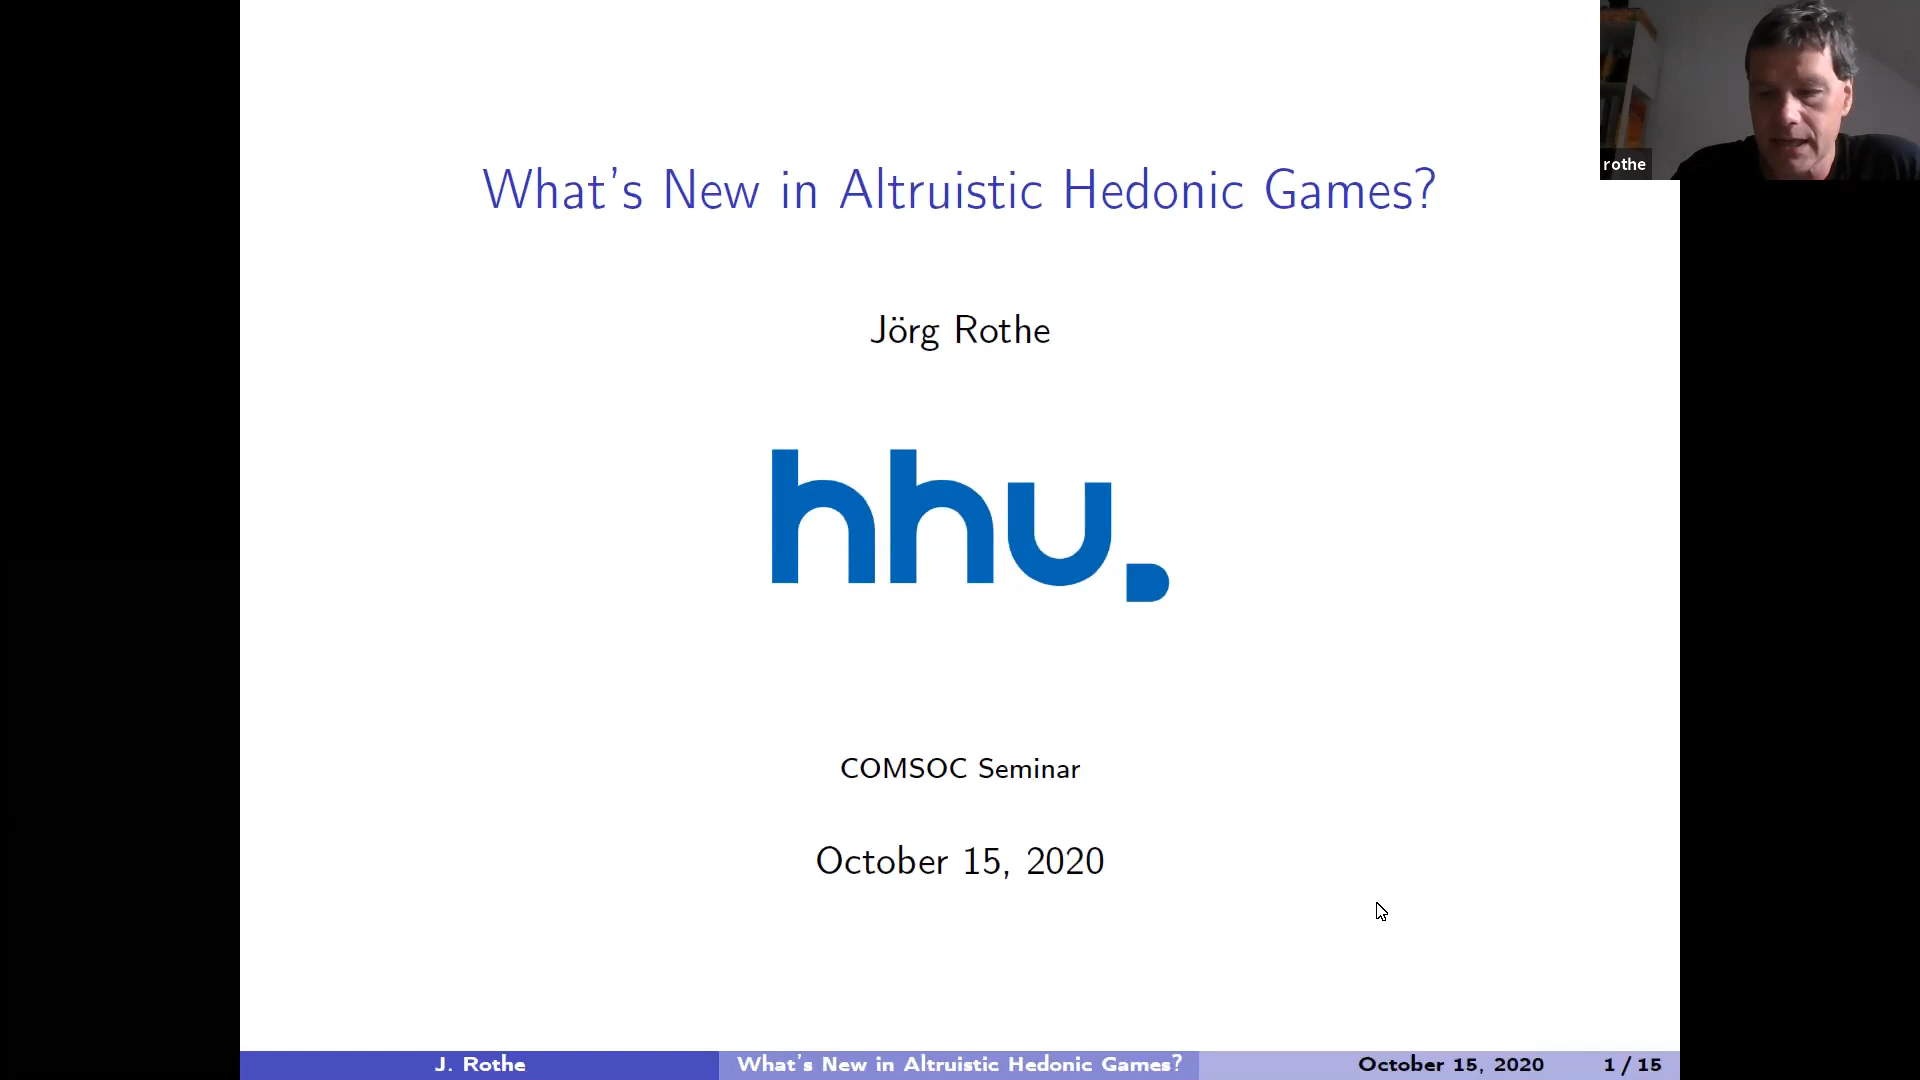 What's New in Altruistic Hedonic Games?
rothe
Jörg Rothe
hhu.
COMSOC Seminar
October 15, 2020
J. Rothe
What's New in Altruistic Hedonic Games?
October 15, 2020
1 / 15